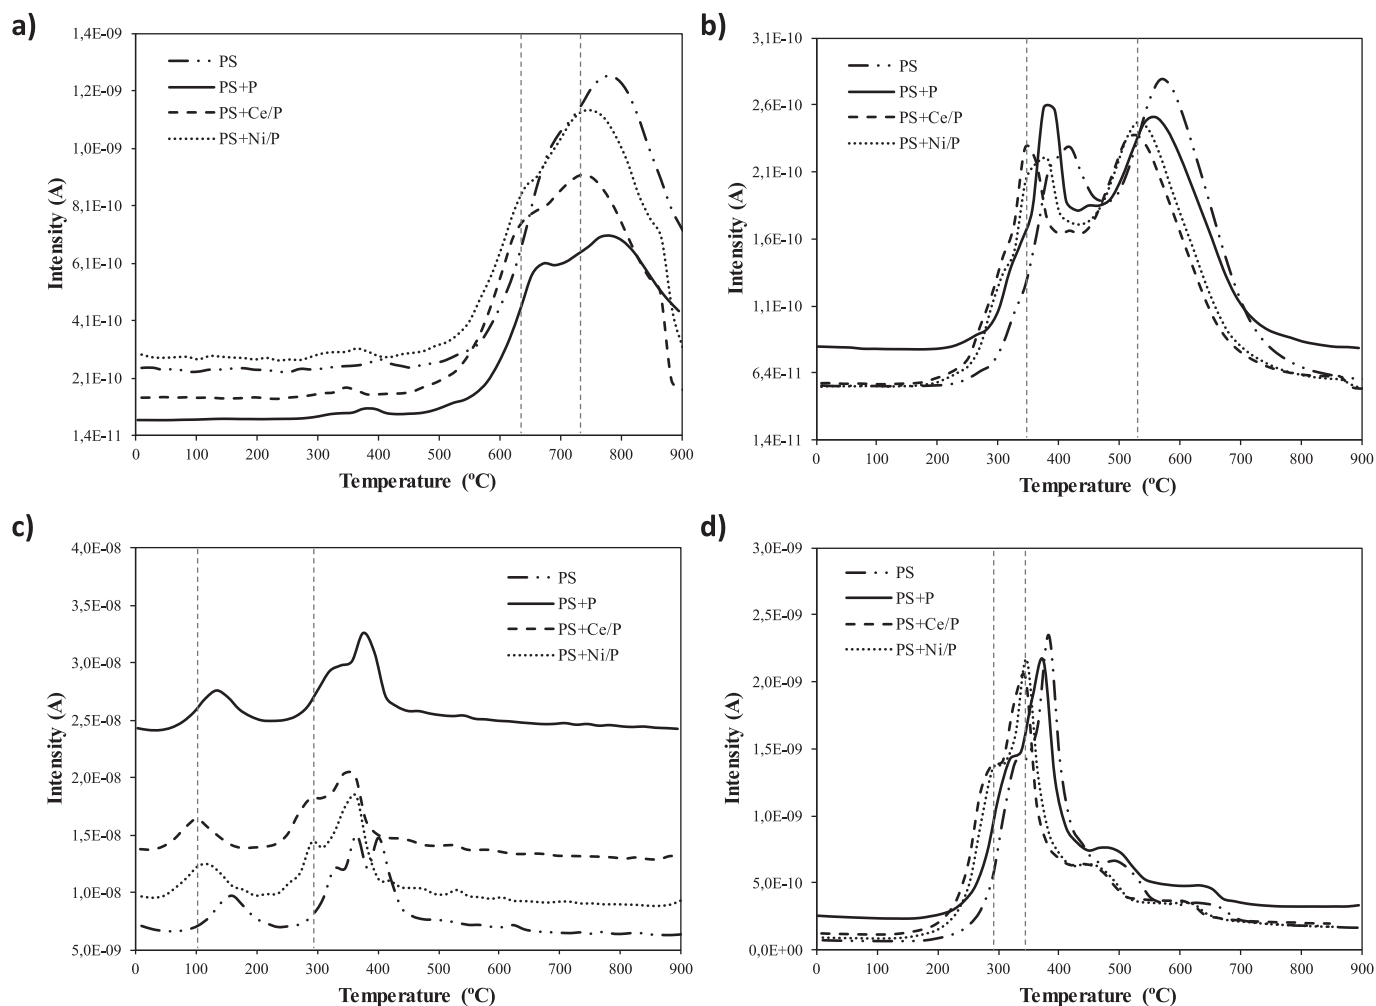 a)
1,4E-09
1,2E-09
1,0E-09
8,1E-10
6,1E-10
4,1E-10
2,1E-10
1,4E-11
Intensity (A)
PS
PS+P
PS+Ce/P
PS+Ni/P
0 100 200 300 400 500 600 700 800 900
Temperature (ºC)
b)
3,1E-10
2,6E-10
2,1E-10
1,6E-10
1,1E-10
6,4E-11
1,4E-11
Intensity (A)
PS
PS+P
PS+Ce/P
PS+Ni/P
0 100 200 300 400 500 600 700 800 900
Temperature (ºC)
c)
4,0E-08
3,5E-08
3,0E-08
2,5E-08
2,0E-08
1,5E-08
1,0E-08
5,0E-09
Intensity (A)
PS
PS+P
PS+Ce/P
PS+Ni/P
0 100 200 300 400 500 600 700 800 900
Temperature (ºC)
d)
3,0E-09
2,5E-09
2,0E-09
1,5E-09
1,0E-09
5,0E-10
0,0E+00
Intensity (A)
PS
PS+P
PS+Ce/P
PS+Ni/P
0 100 200 300 400 500 600 700 800 900
Temperature (ºC)